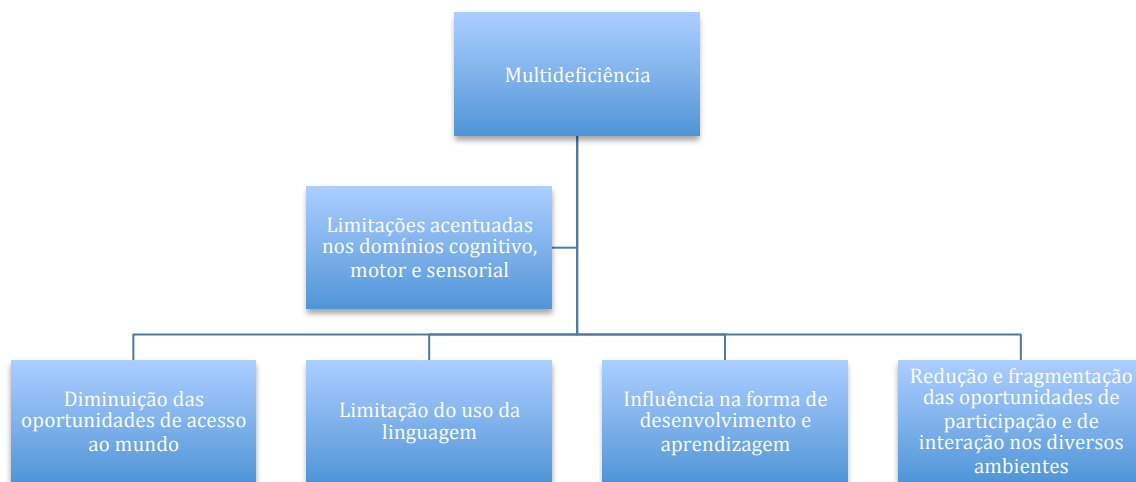 Multideficiência
Limitações acentuadas
nos domínios cognitivo,
motor e sensorial
Diminuição das
oportunidades de acesso
ao mundo
Limitação do uso da
linguagem
Influência na forma de
desenvolvimento e
aprendizagem
Redução e fragmentação
das oportunidades de
participação e de
interação nos diversos
ambientes